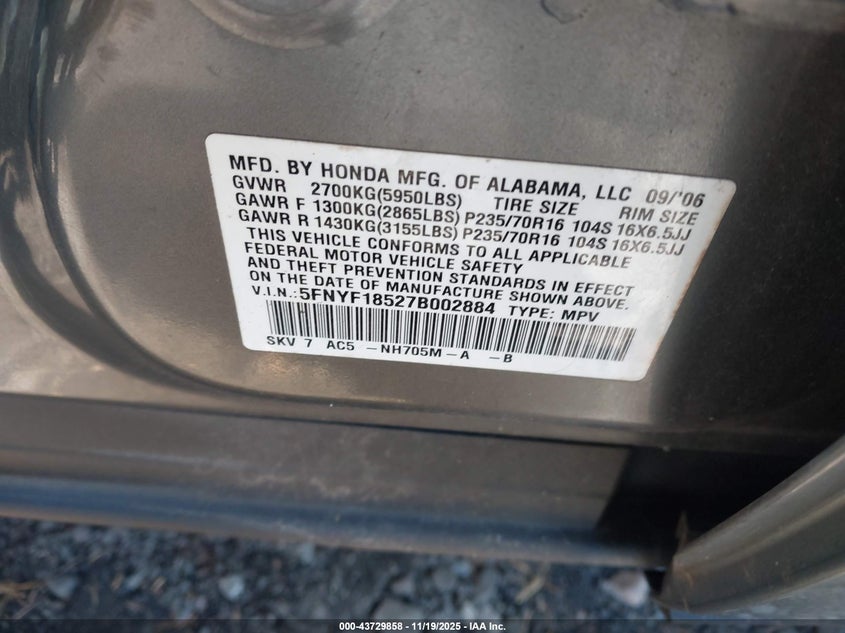 MFD. BY HONDA MFG. OF ALABAMA, LLC 09/'06
GVWR 2700KG(5950LBS) TIRE SIZE RIM SIZE
GAWR F 1300KG(2865LBS) P235/70R16 104S 16X6.5JJ
GAWR R 1430KG(3155LBS) P235/70R16 104S 16X6.5JJ
THIS VEHICLE CONFORMS TO ALL APPLICABLE
FEDERAL MOTOR VEHICLE SAFETY
AND THEFT PREVENTION STANDARDS IN EFFECT
ON THE DATE OF MANUFACTURE SHOWN ABOVE.
V.I.N.:5FNYF18527B002884 TYPE: MPV
SKV 7 AC5 -NH705M-A -B
000-43729858 - 11/19/2025 - IAA Inc.